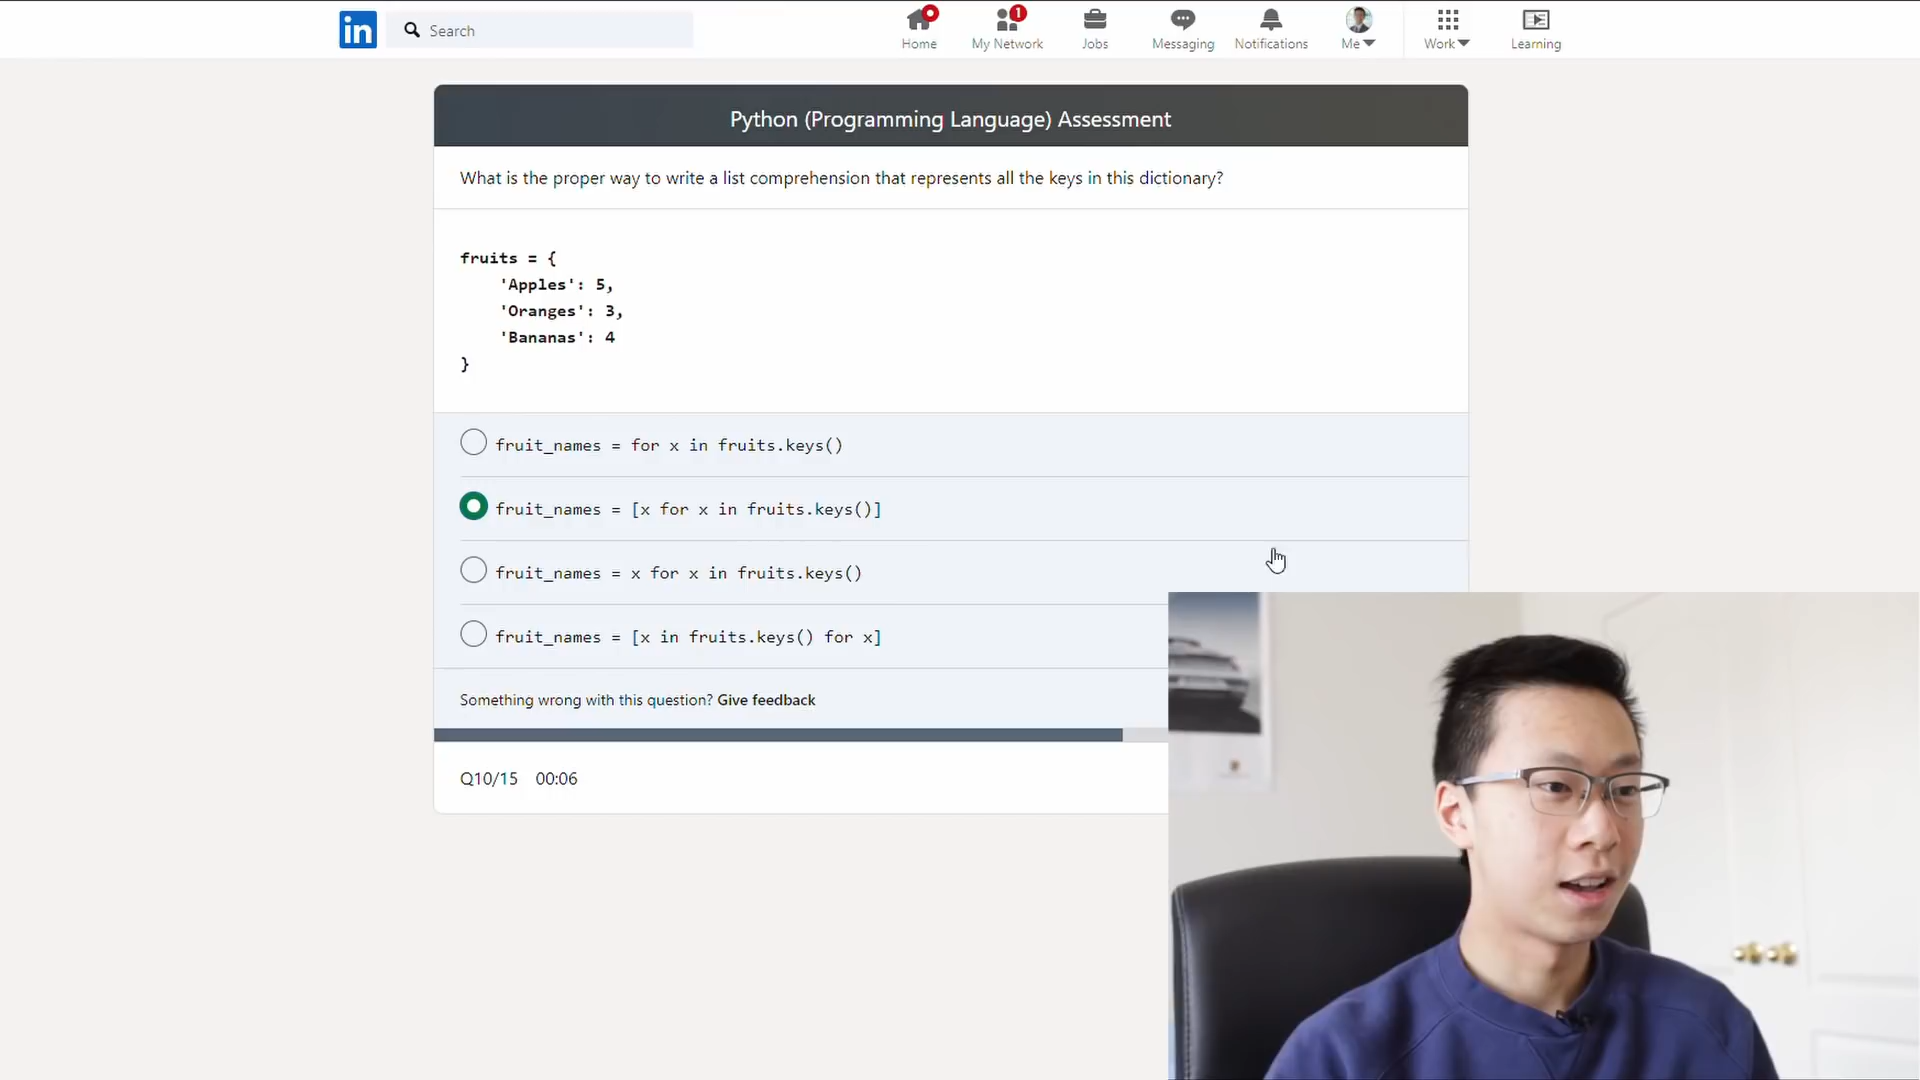 in
Search
Home
1
My Network
Jobs
Messaging
Notifications
Me
Work
Learning
Python (Programming Language) Assessment
What is the proper way to write a list comprehension that represents all the keys in this dictionary?
fruits = {
'Apples': 5,
'Oranges': 3,
'Bananas': 4
}
fruit_names = for x in fruits.keys()
fruit_names = [x for x in fruits.keys()]
fruit_names = x for x in fruits.keys()
fruit_names = [x in fruits.keys() for x]
Something wrong with this question? Give feedback
Q10/15 00:06